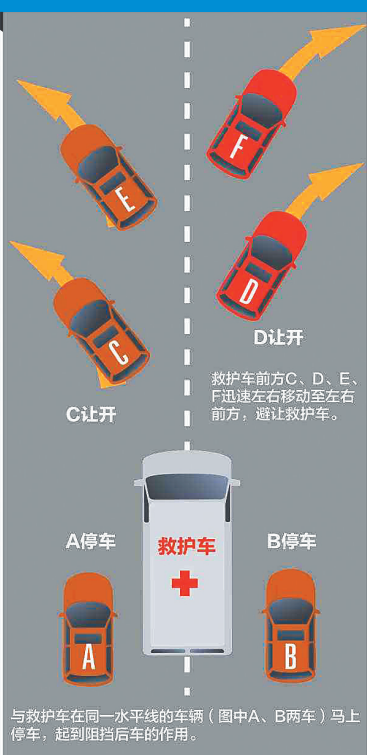 F
E
D
C
D让开
救护车前方C、D、E、
F迅速左右移动至左右
前方，避让救护车。
C让开
A停车
救护车
B停车
A
B
与救护车在同一水平线的车辆（图中A、B两车）马上
停车，起到阻挡后车的作用。